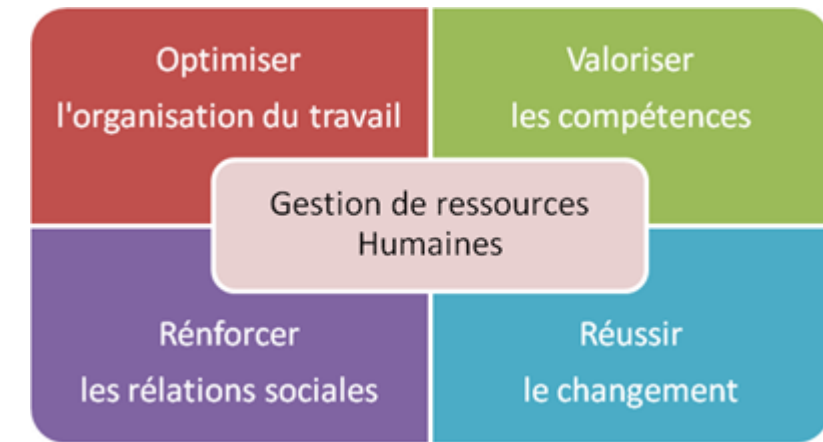 Optimiser
l'organisation du travail
Valoriser
les compétences
Gestion de ressources
Humaines
Rénforcer
les rélations sociales
Réussir
le changement